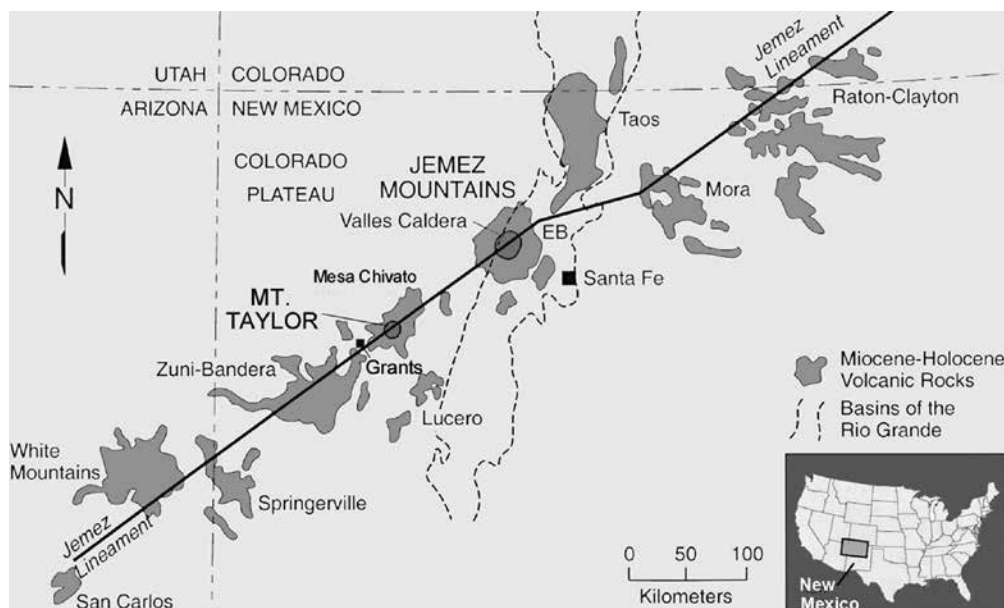 Jemez
Lineament
UTAH
COLORADO
ARIZONA
NEW MEXICO
Raton-Clayton
Taos
COLORADO
PLATEAU
JEMEZ
MOUNTAINS
N
Mora
Valles Caldera
EB
Santa Fe
Mesa Chivato
MT.
TAYLOR
Grants
Zuni-Bandera
Lucero
Miocene-Holocene
Volcanic Rocks
Basins of the
Rio Grande
White
Mountains
Springerville
Jemez
Lineament
San Carlos
0 50 100
Kilometers
New
Mexico